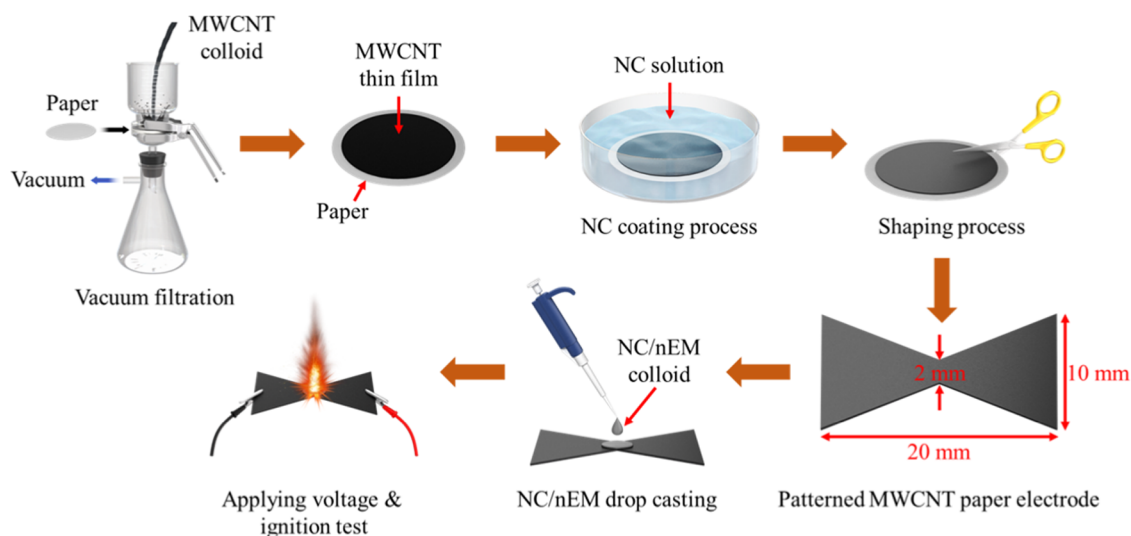 MWCNT
colloid
Paper
Vacuum
Vacuum filtration
MWCNT
thin film
Paper
NC solution
NC coating process
Shaping process
2 mm
10 mm
20 mm
Patterned MWCNT paper electrode
NC/nEM
colloid
NC/nEM drop casting
Applying voltage &
ignition test